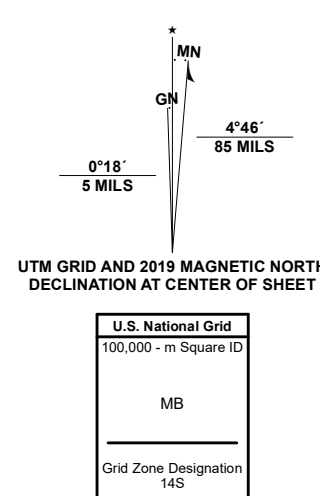 ★
MN
GN
4°46´
85 MILS
0°18´
5 MILS
UTM GRID AND 2019 MAGNETIC NORTH
DECLINATION AT CENTER OF SHEET
U.S. National Grid
100,000 - m Square ID
MB
Grid Zone Designation
14S